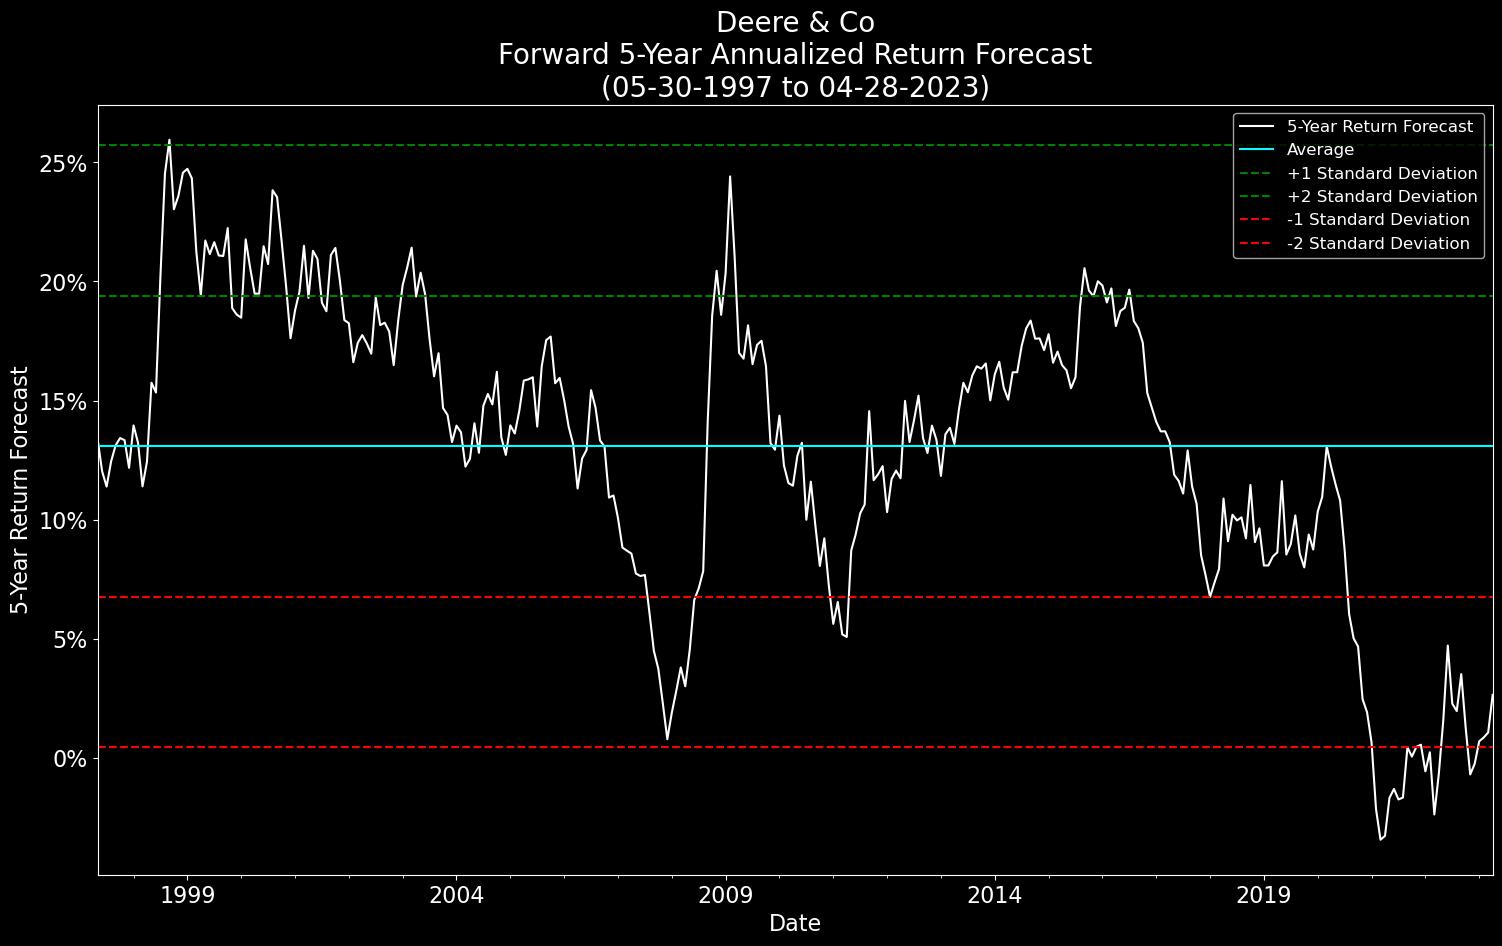 Deere & Co
Forward 5-Year Annualized Return Forecast
(05-30-1997 to 04-28-2023)
5-Year Return Forecast
Average
+1 Standard Deviation
+2 Standard Deviation
-1 Standard Deviation
-2 Standard Deviation
25%
20%
15%
10%
5%
0%
5-Year Return Forecast
1999
2004
2009
2014
2019
Date